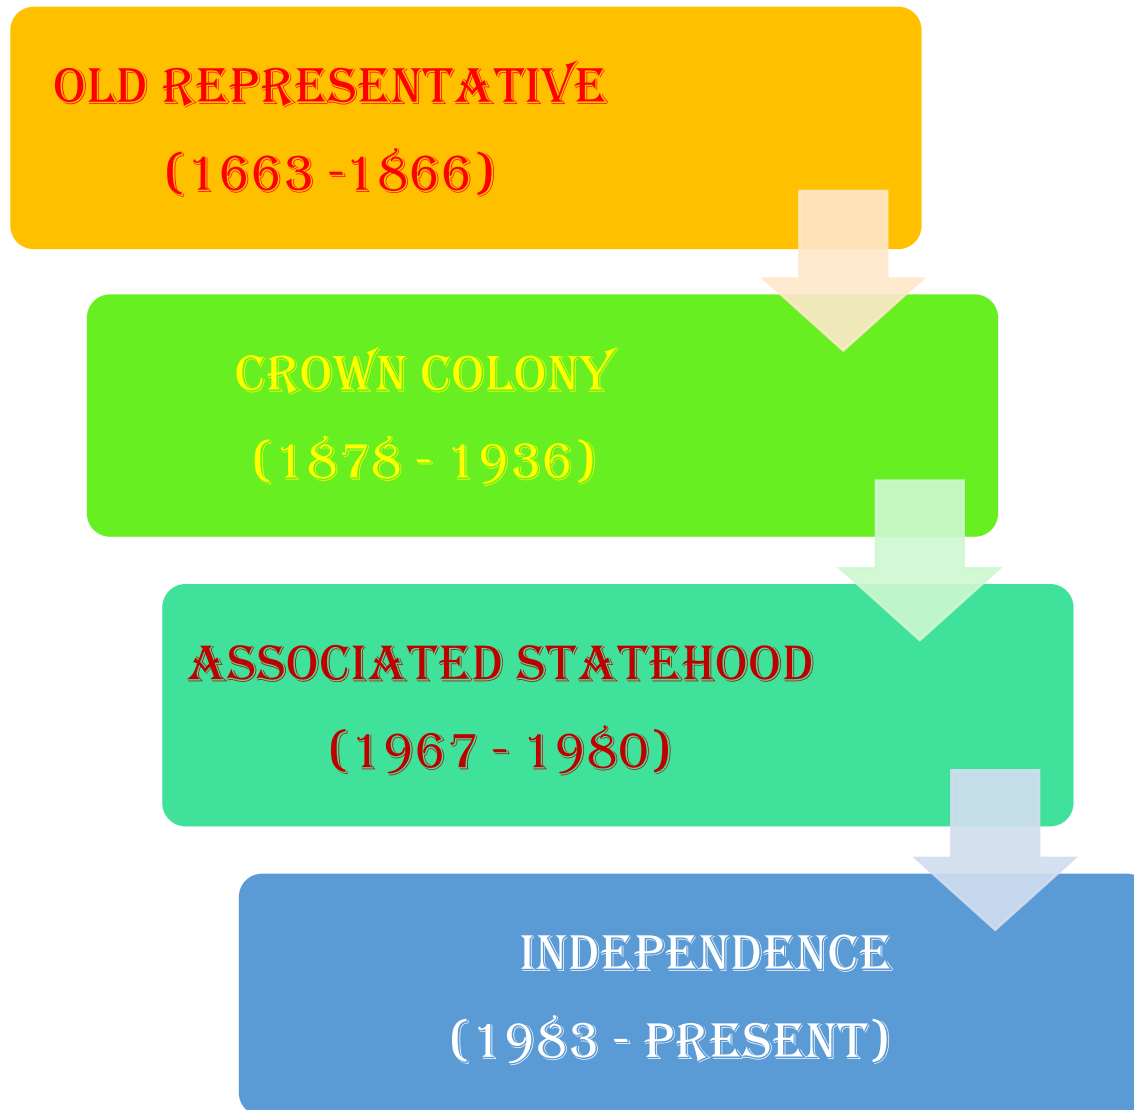 OLD REPRESENTATIVE
(1663 -1866)
CROWN COLONY
(1878 - 1936)
ASSOCIATED STATEHOOD
(1967 - 1980)
INDEPENDENCE
(1983 - PRESENT)